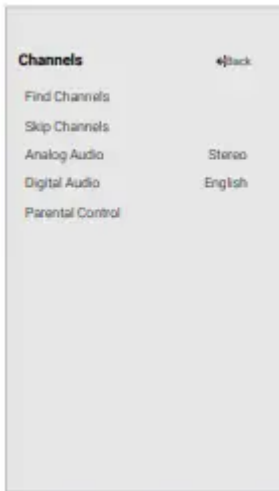 Channels Back
Find Channels
Skip Channels
Analog Audio Stereo
Digital Audio English
Parental Control